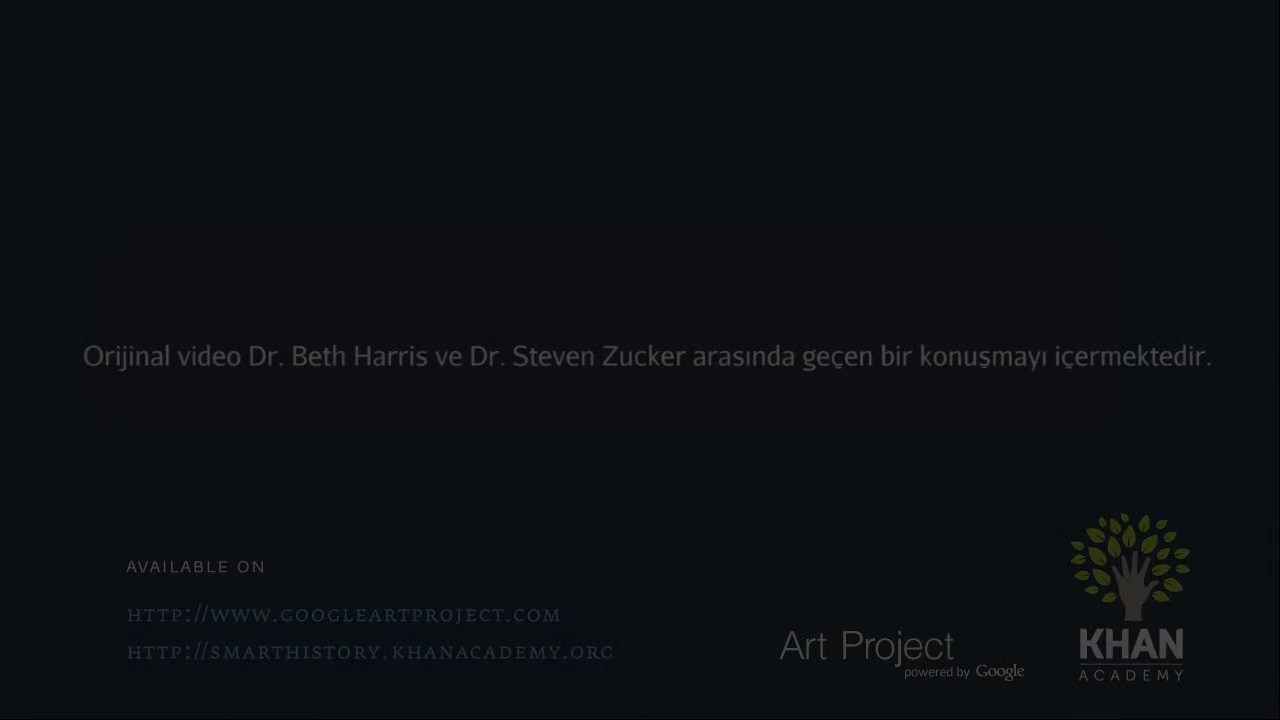 Orijinal video Dr. Beth Harris ve Dr. Steven Zucker arasında geçen bir konuşmayı içermektedir.
AVAILABLE ON
HTTP://WWW.GOOGLEARTPROJECT.COM
HTTP://SMARTHISTORY.KHANACADEMY.ORG
Art Project
powered by Google
KHAN
ACADEMY